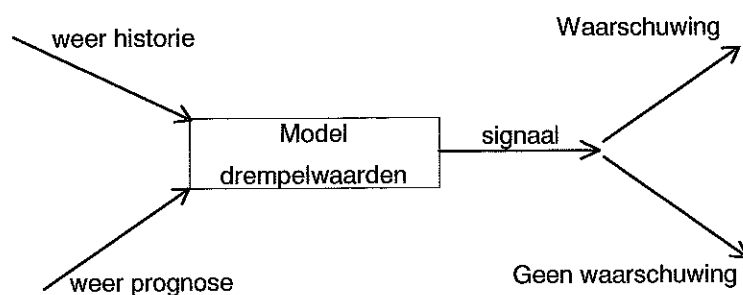 weer historie
Waarschuwing
Model
drempelwaarden
signaal
weer prognose
Geen waarschuwing